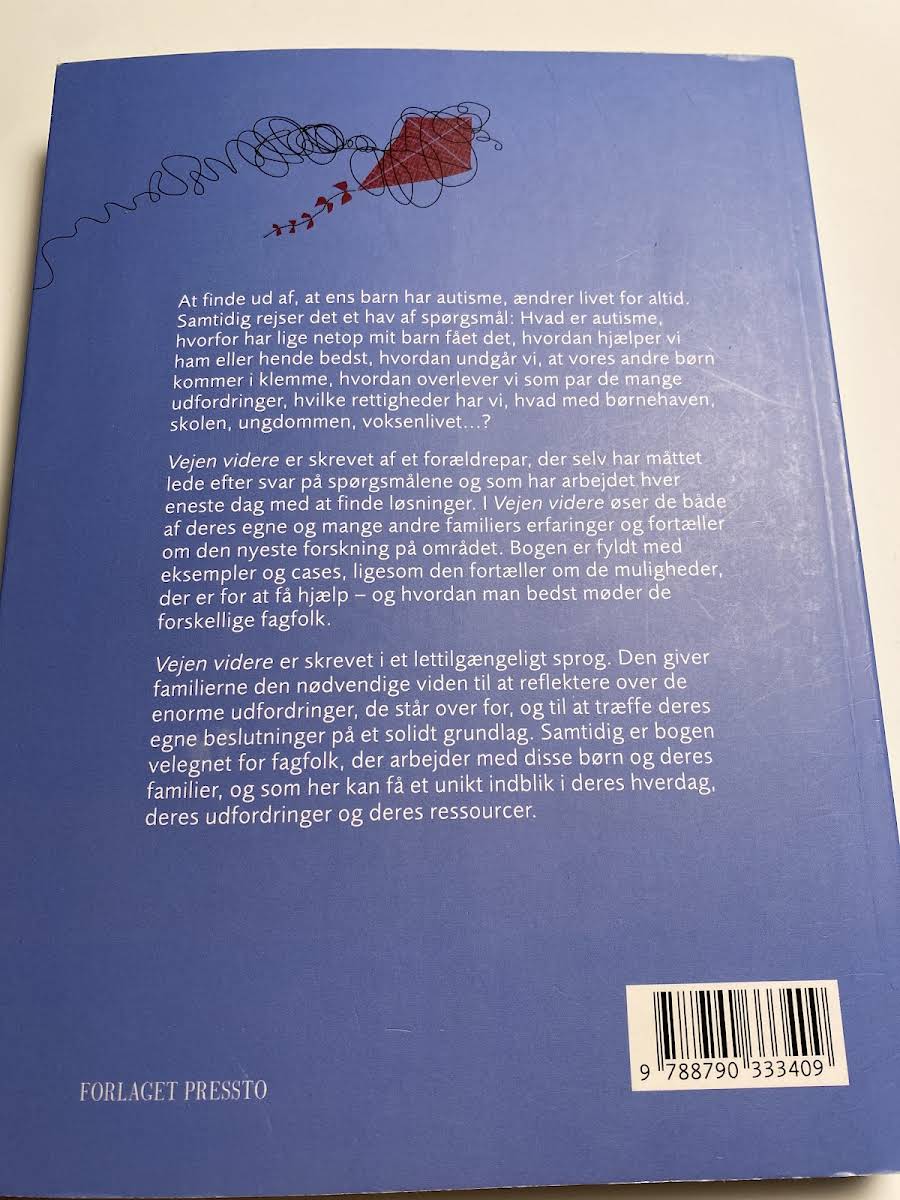 At finde ud af, at ens barn har autisme, ændrer livet for altid.
Samtidig rejser det et hav af spørgsmål: Hvad er autisme,
hvorfor har lige netop mit barn fået det, hvordan hjælper vi
ham eller hende bedst, hvordan undgår vi, at vores andre børn
kommer i klemme, hvordan overlever vi som par de mange
udfordringer, hvilke rettigheder har vi, hvad med børnehaven,
skolen, ungdommen, voksenlivet...?
Vejen videre er skrevet af et forældrepar, der selv har måttet
lede efter svar på spørgsmålene og som har arbejdet hver
eneste dag med at finde løsninger. I Vejen videre øser de både
af deres egne og mange andre familiers erfaringer og fortæller
om den nyeste forskning på området. Bogen er fyldt med
eksempler og cases, ligesom den fortæller om de muligheder,
der er for at få hjælp – og hvordan man bedst møder de
forskellige fagfolk.
Vejen videre er skrevet i et lettilgængeligt sprog. Den giver
familierne den nødvendige viden til at reflektere over de
enorme udfordringer, de står over for, og til at træffe deres
egne beslutninger på et solidt grundlag. Samtidig er bogen
velegnet for fagfolk, der arbejder med disse børn og deres
familier, og som her kan få et unikt indblik i deres hverdag,
deres udfordringer og deres ressourcer.
9 788790 333409
FORLAGET PRESSTO